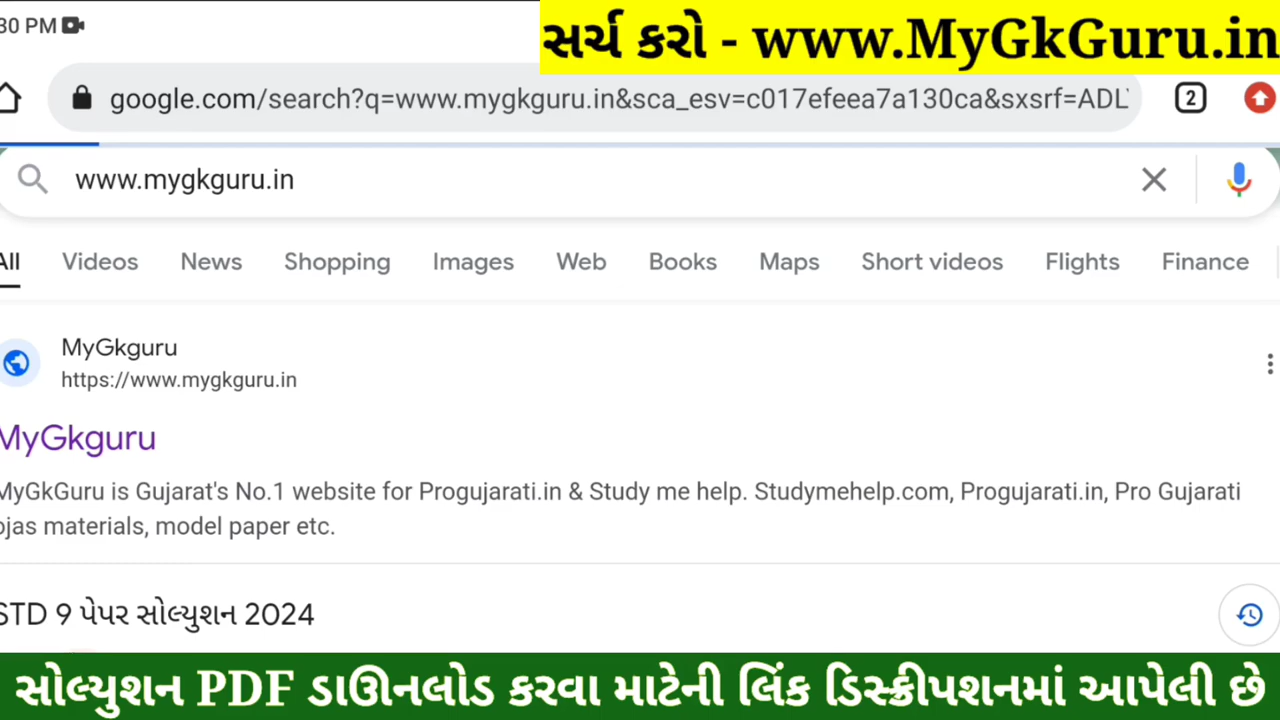 30 PM
સર્ચ કરો - www.MyGkGuru.in
google.com/search?q=www.mygkguru.in&sca_esv=c017efeea7a130ca&sxsrf=ADL
2
www.mygkguru.in
All Videos News Shopping Images Web Books Maps Short videos Flights Finance
MyGkguru
https://www.mygkguru.in
MyGkguru
MyGkGuru is Gujarat's No.1 website for Progujarati.in & Study me help. Studymehelp.com, Progujarati.in, Pro Gujarati
ojas materials, model paper etc.
STD 9 પેપર સોલ્યુશન 2024
સોલ્યુશન PDF ડાઊનલોડ કરવા માટેની લિંક ડિસ્ક્રીપશનમાં આપેલી છે